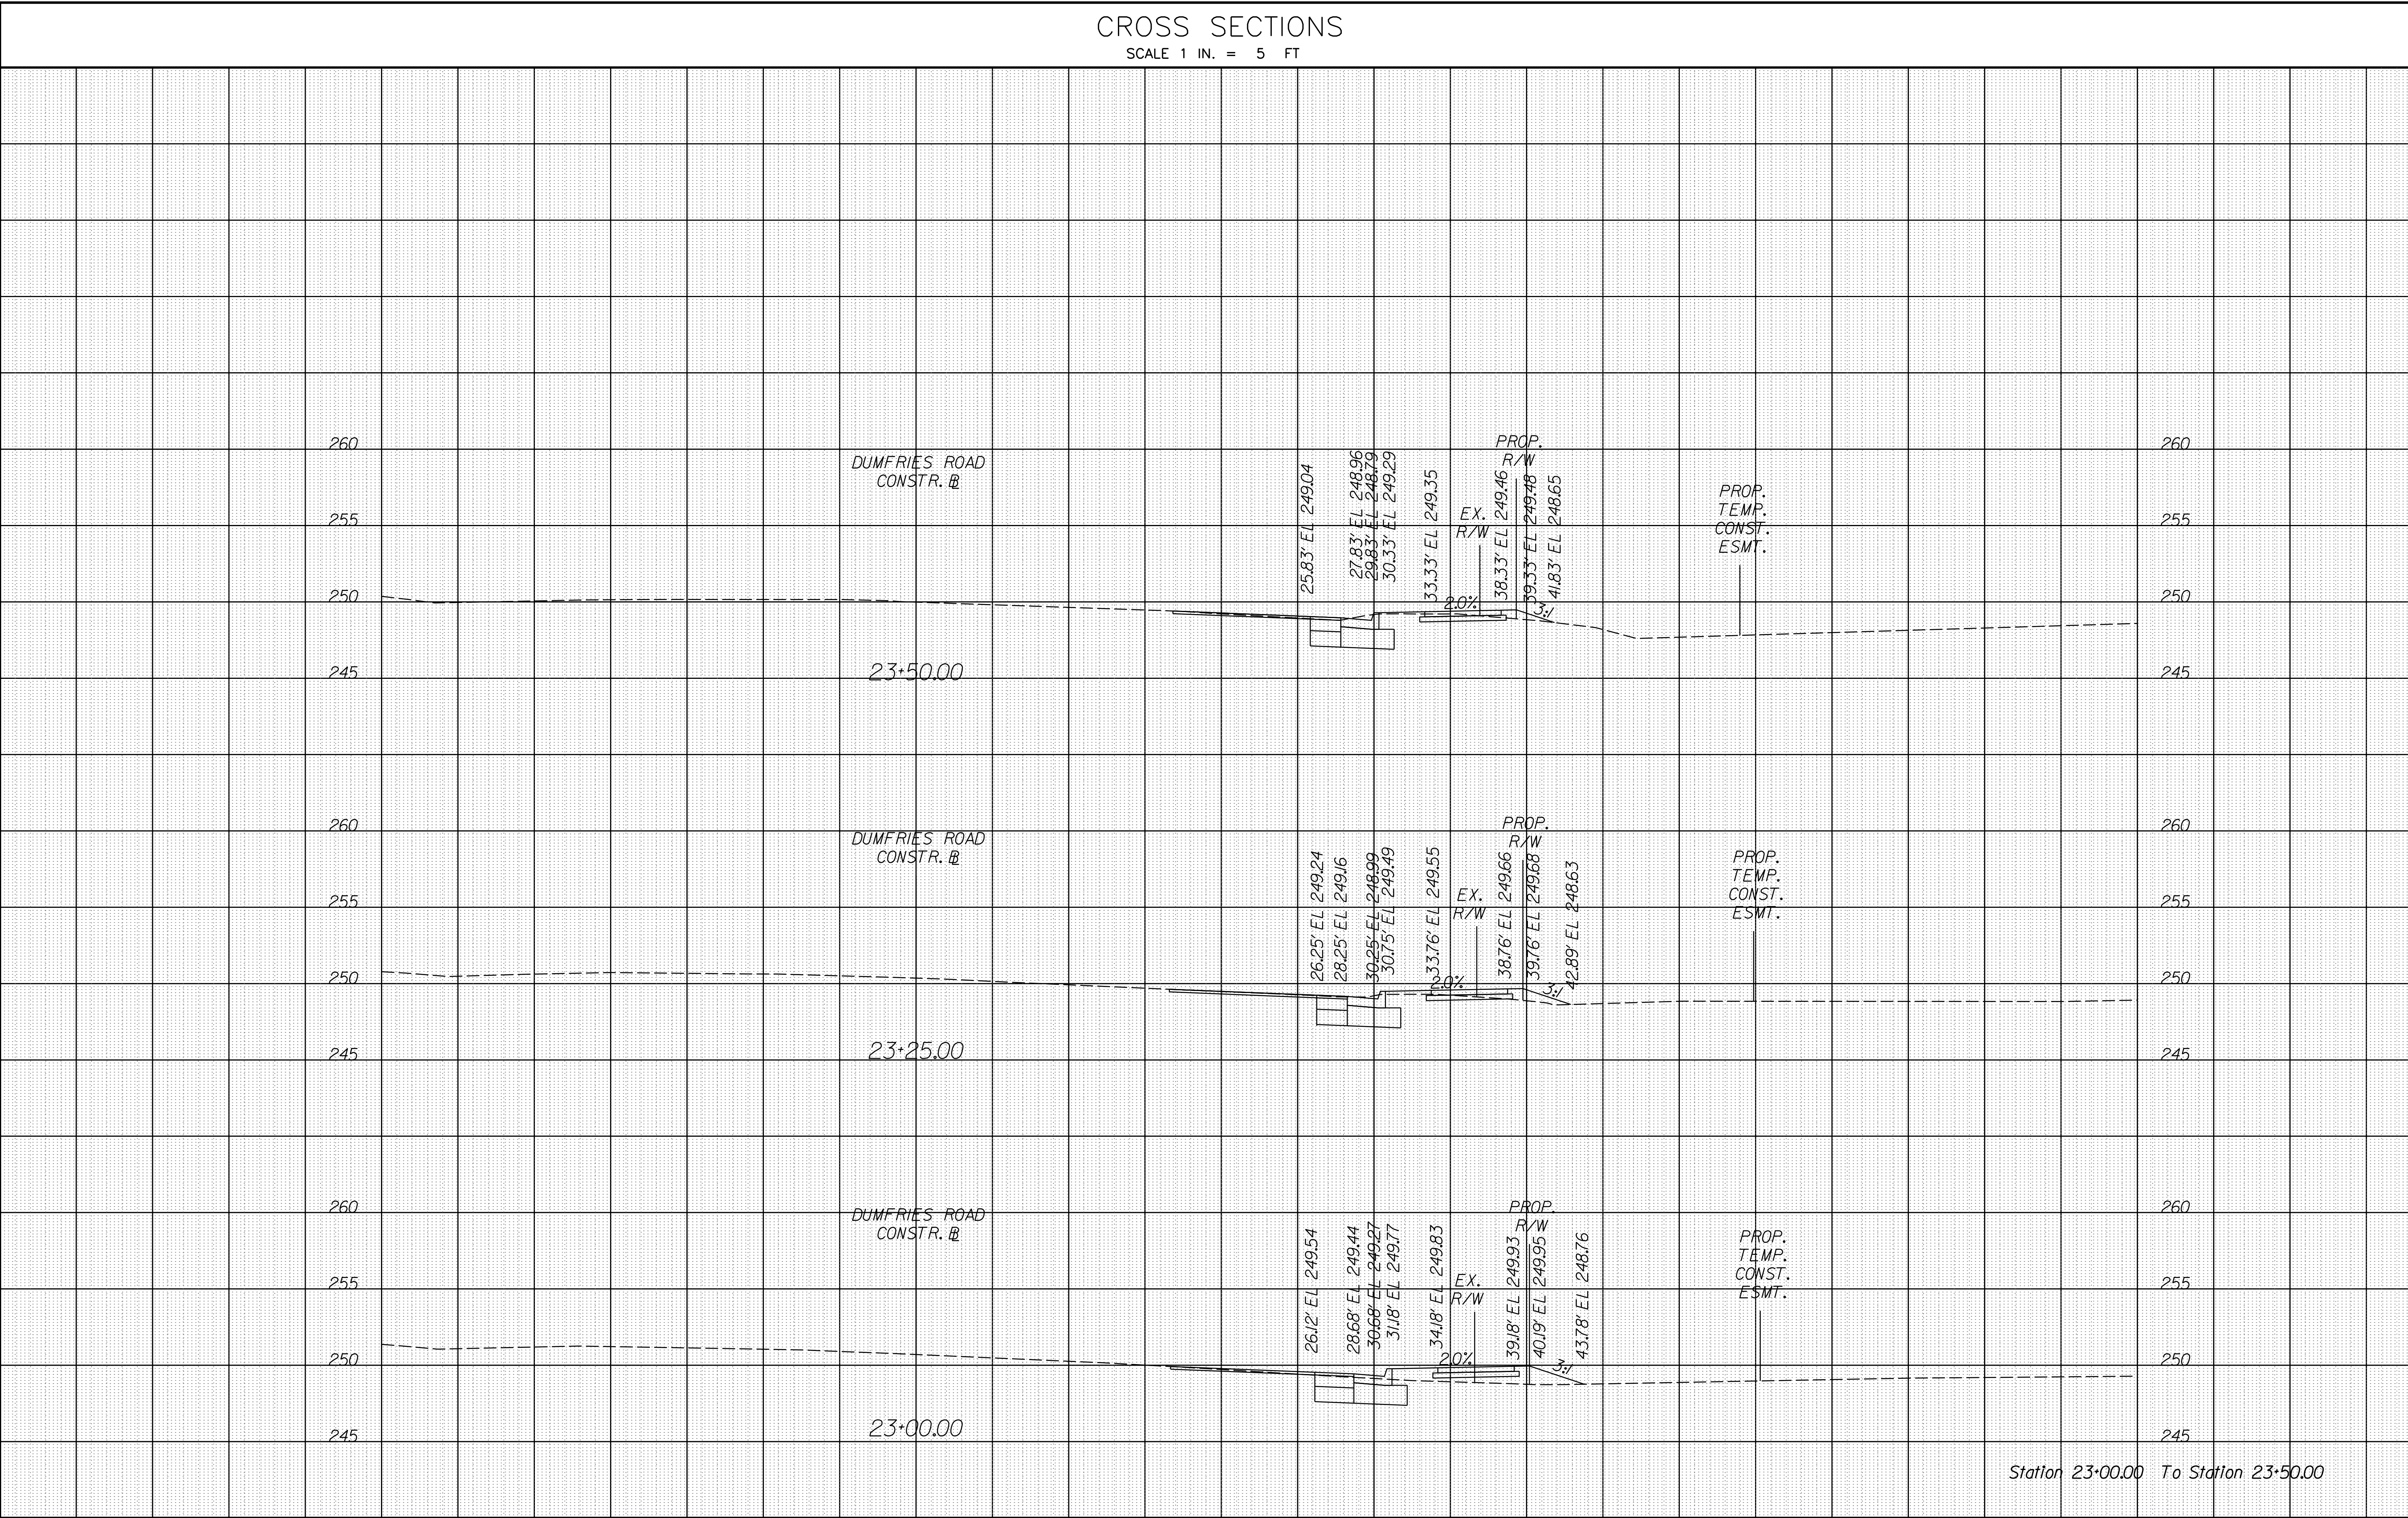 CROSS SECTIONS
SCALE 1 IN. = 5 FT
260
260
DUMFRIES ROAD
CONSTR. BL
25.83' EL 249.04
27.83' EL 248.96
29.83' EL 248.79
30.33' EL 249.29
33.33' EL 249.35
EX.
R/W
38.33' EL 249.46
PROP.
R/W
39.33' EL 249.48
41.83' EL 248.65
PROP.
TEMP.
CONST.
ESMT.
255
255
250
250
2.0%
3:1
245
23+50.00
245
260
260
DUMFRIES ROAD
CONSTR. BL
26.25' EL 249.24
28.25' EL 249.16
30.25' EL 248.99
30.75' EL 249.49
33.76' EL 249.55
EX.
R/W
38.76' EL 249.66
PROP.
R/W
39.76' EL 249.68
42.89' EL 248.63
PROP.
TEMP.
CONST.
ESMT.
255
255
250
250
2.0%
3:1
245
23+25.00
245
260
260
DUMFRIES ROAD
CONSTR. BL
26.12' EL 249.54
28.68' EL 249.44
30.68' EL 249.27
31.18' EL 249.77
34.18' EL 249.83
EX.
R/W
39.18' EL 249.93
PROP.
R/W
40.19' EL 249.95
43.78' EL 248.76
PROP.
TEMP.
CONST.
ESMT.
255
255
250
250
2.0%
3:1
245
23+00.00
245
Station 23+00.00 To Station 23+50.00